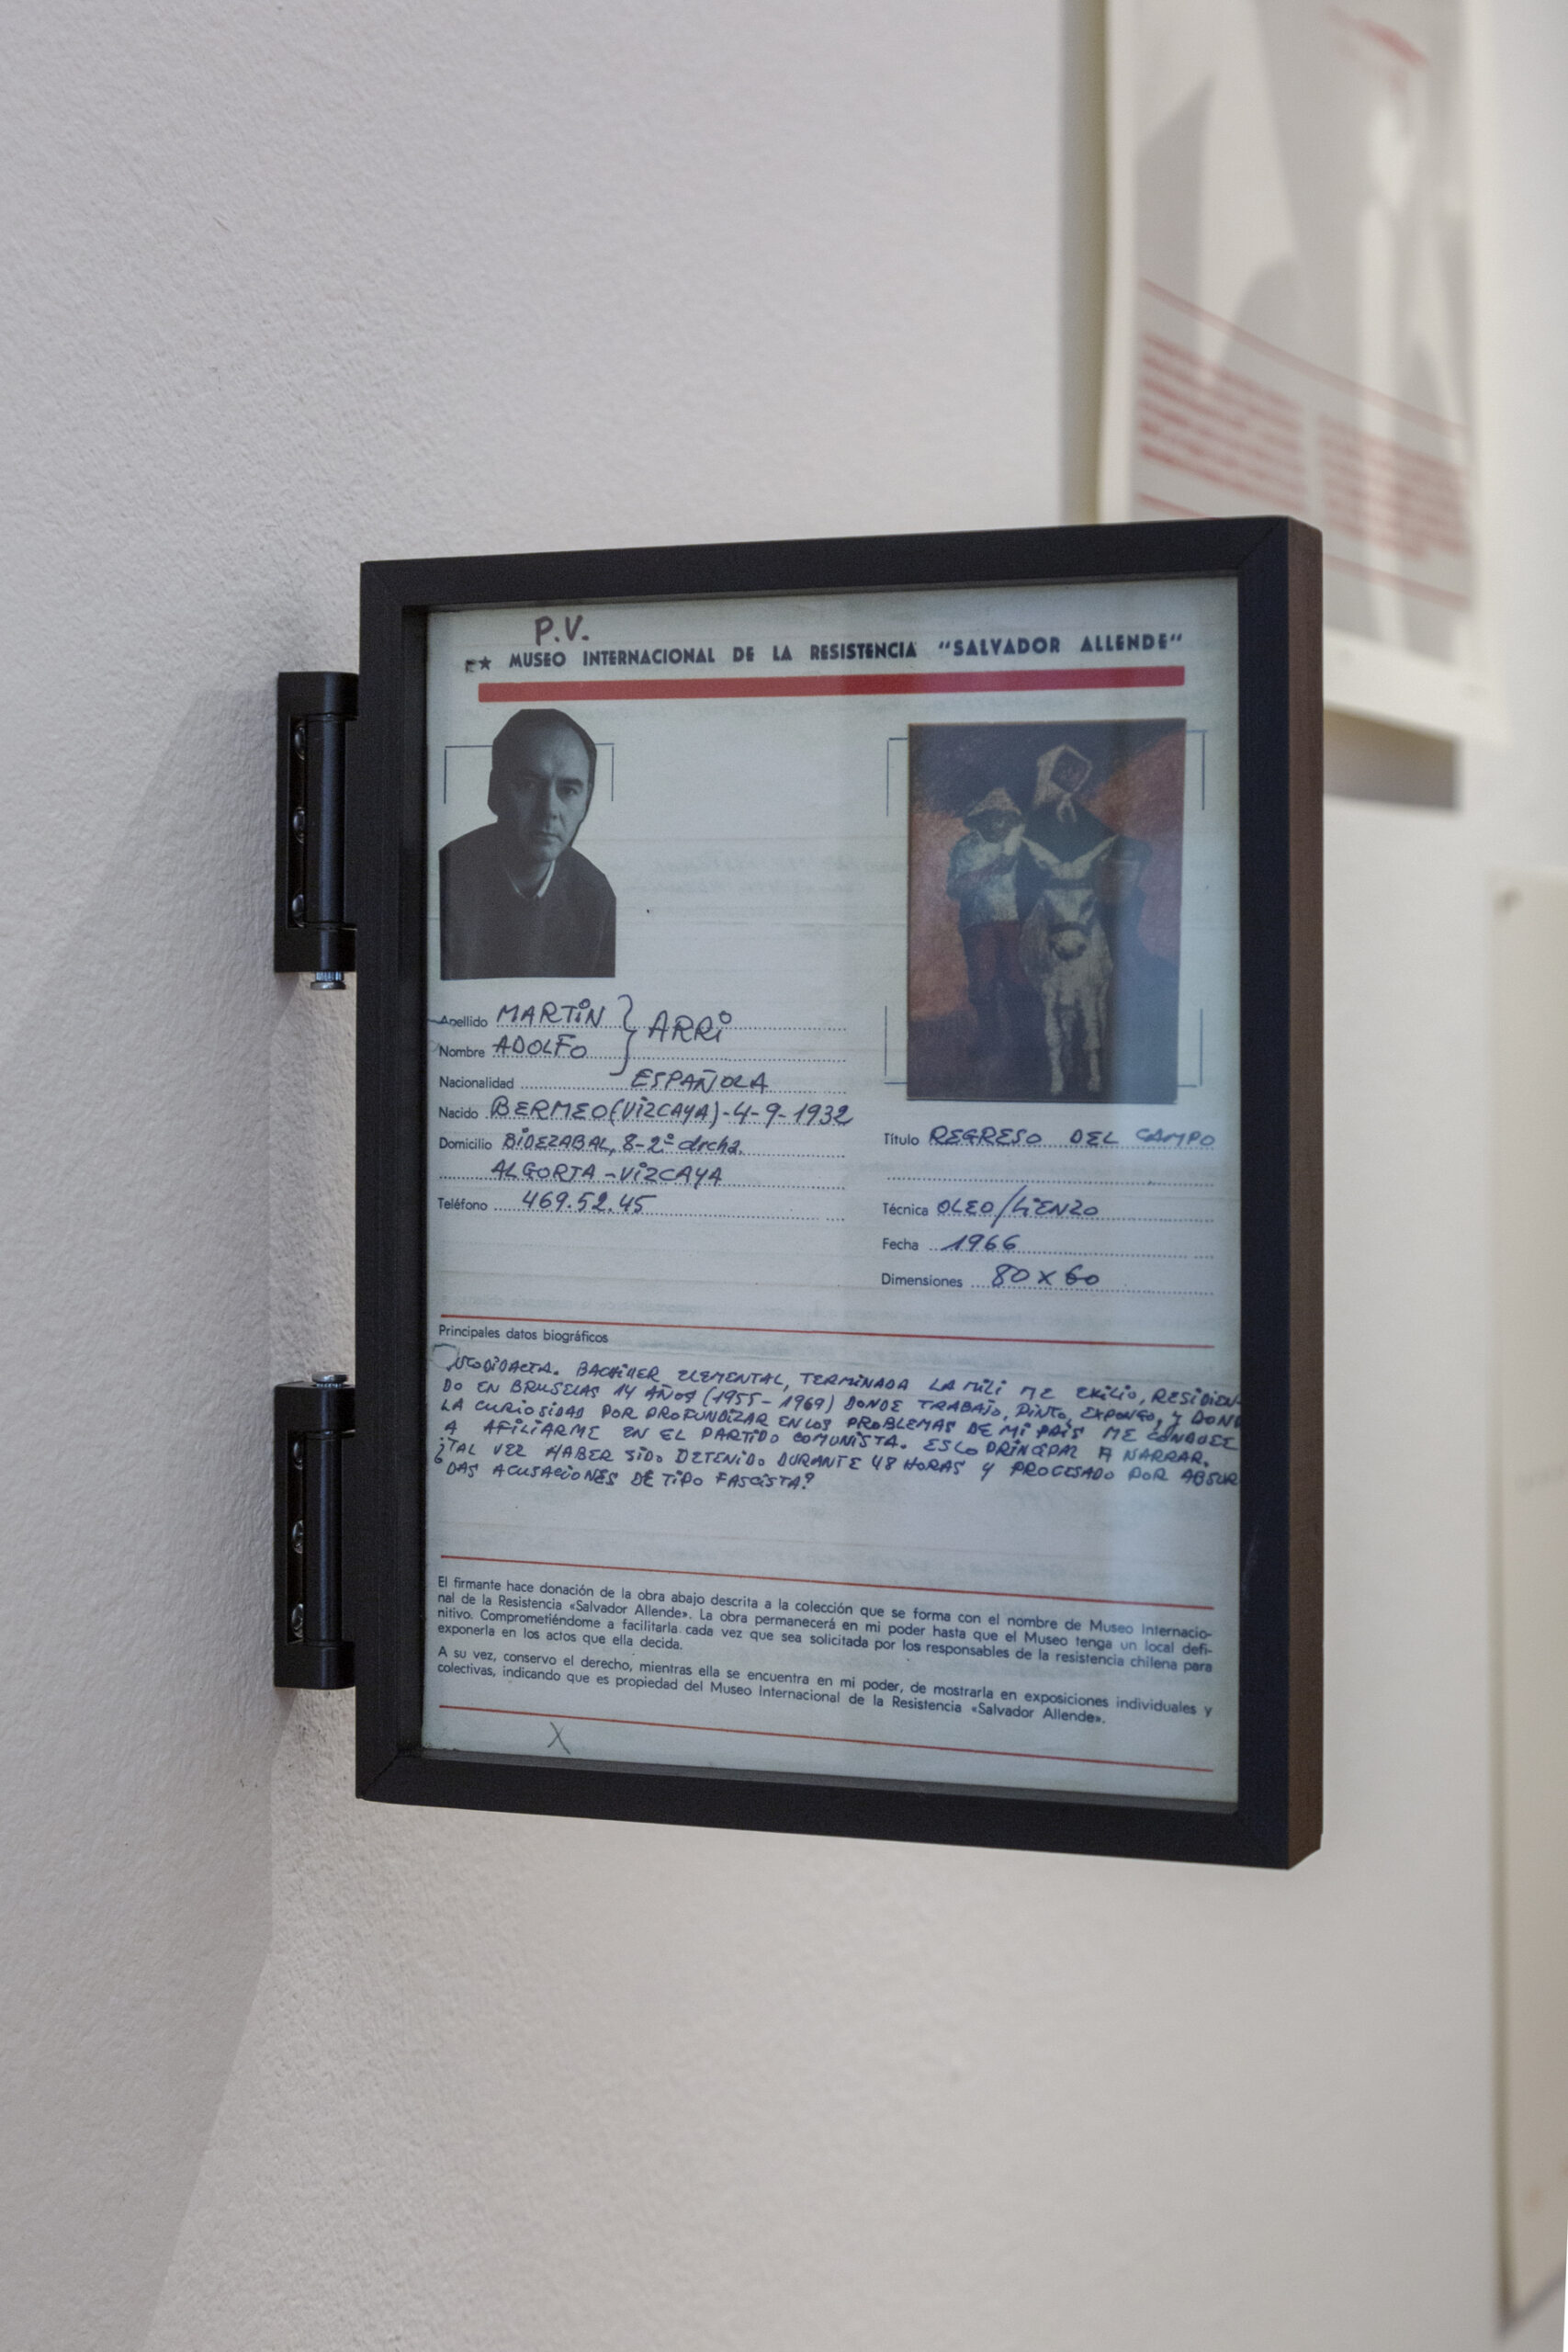 P.V.
★ MUSEO INTERNACIONAL DE LA RESISTENCIA "SALVADOR ALLENDE"
Apellido MARTIN } ARRI
Nombre ADOLFO
Nacionalidad ESPAÑOLA
Nacido BERMEO (VIZCAYA) - 4-9-1932
Domicilio BIDEZABAL, 8-2º drcha.
ALGORTA - VIZCAYA
Teléfono 469.52.45
Título REGRESO DEL CAMPO
Técnica OLEO/LIENZO
Fecha 1966
Dimensiones 80 x 60
Principales datos biográficos
BACHILLER ELEMENTAL, TERMINADA LA MILI ME EXILIO, RESIDIEN-
DO EN BRUSELAS 14 AÑOS (1955-1969) DONDE TRABAJO, PINTO, EXPONGO, Y DOND
LA CURIOSIDAD POR PROFUNDIZAR EN LOS PROBLEMAS DE MI PAIS ME CONDUCE
A AFILIARME EN EL PARTIDO COMUNISTA. ES LO PRINCIPAL A NARRAR.
¿TAL VEZ HABER SIDO DETENIDO DURANTE 48 HORAS Y PROCESADO POR ABSUR
DAS ACUSACIONES DE TIPO FASCISTA?
El firmante hace donación de la obra abajo descrita a la colección que se forma con el nombre de Museo Internacio-
nal de la Resistencia «Salvador Allende». La obra permanecerá en mi poder hasta que el Museo tenga un local defi-
nitivo. Comprometiéndome a facilitarla cada vez que sea solicitada por los responsables de la resistencia chilena para
exponerla en los actos que ella decida.
A su vez, conservo el derecho, mientras ella se encuentra en mi poder, de mostrarla en exposiciones individuales y
colectivas, indicando que es propiedad del Museo Internacional de la Resistencia «Salvador Allende».
X